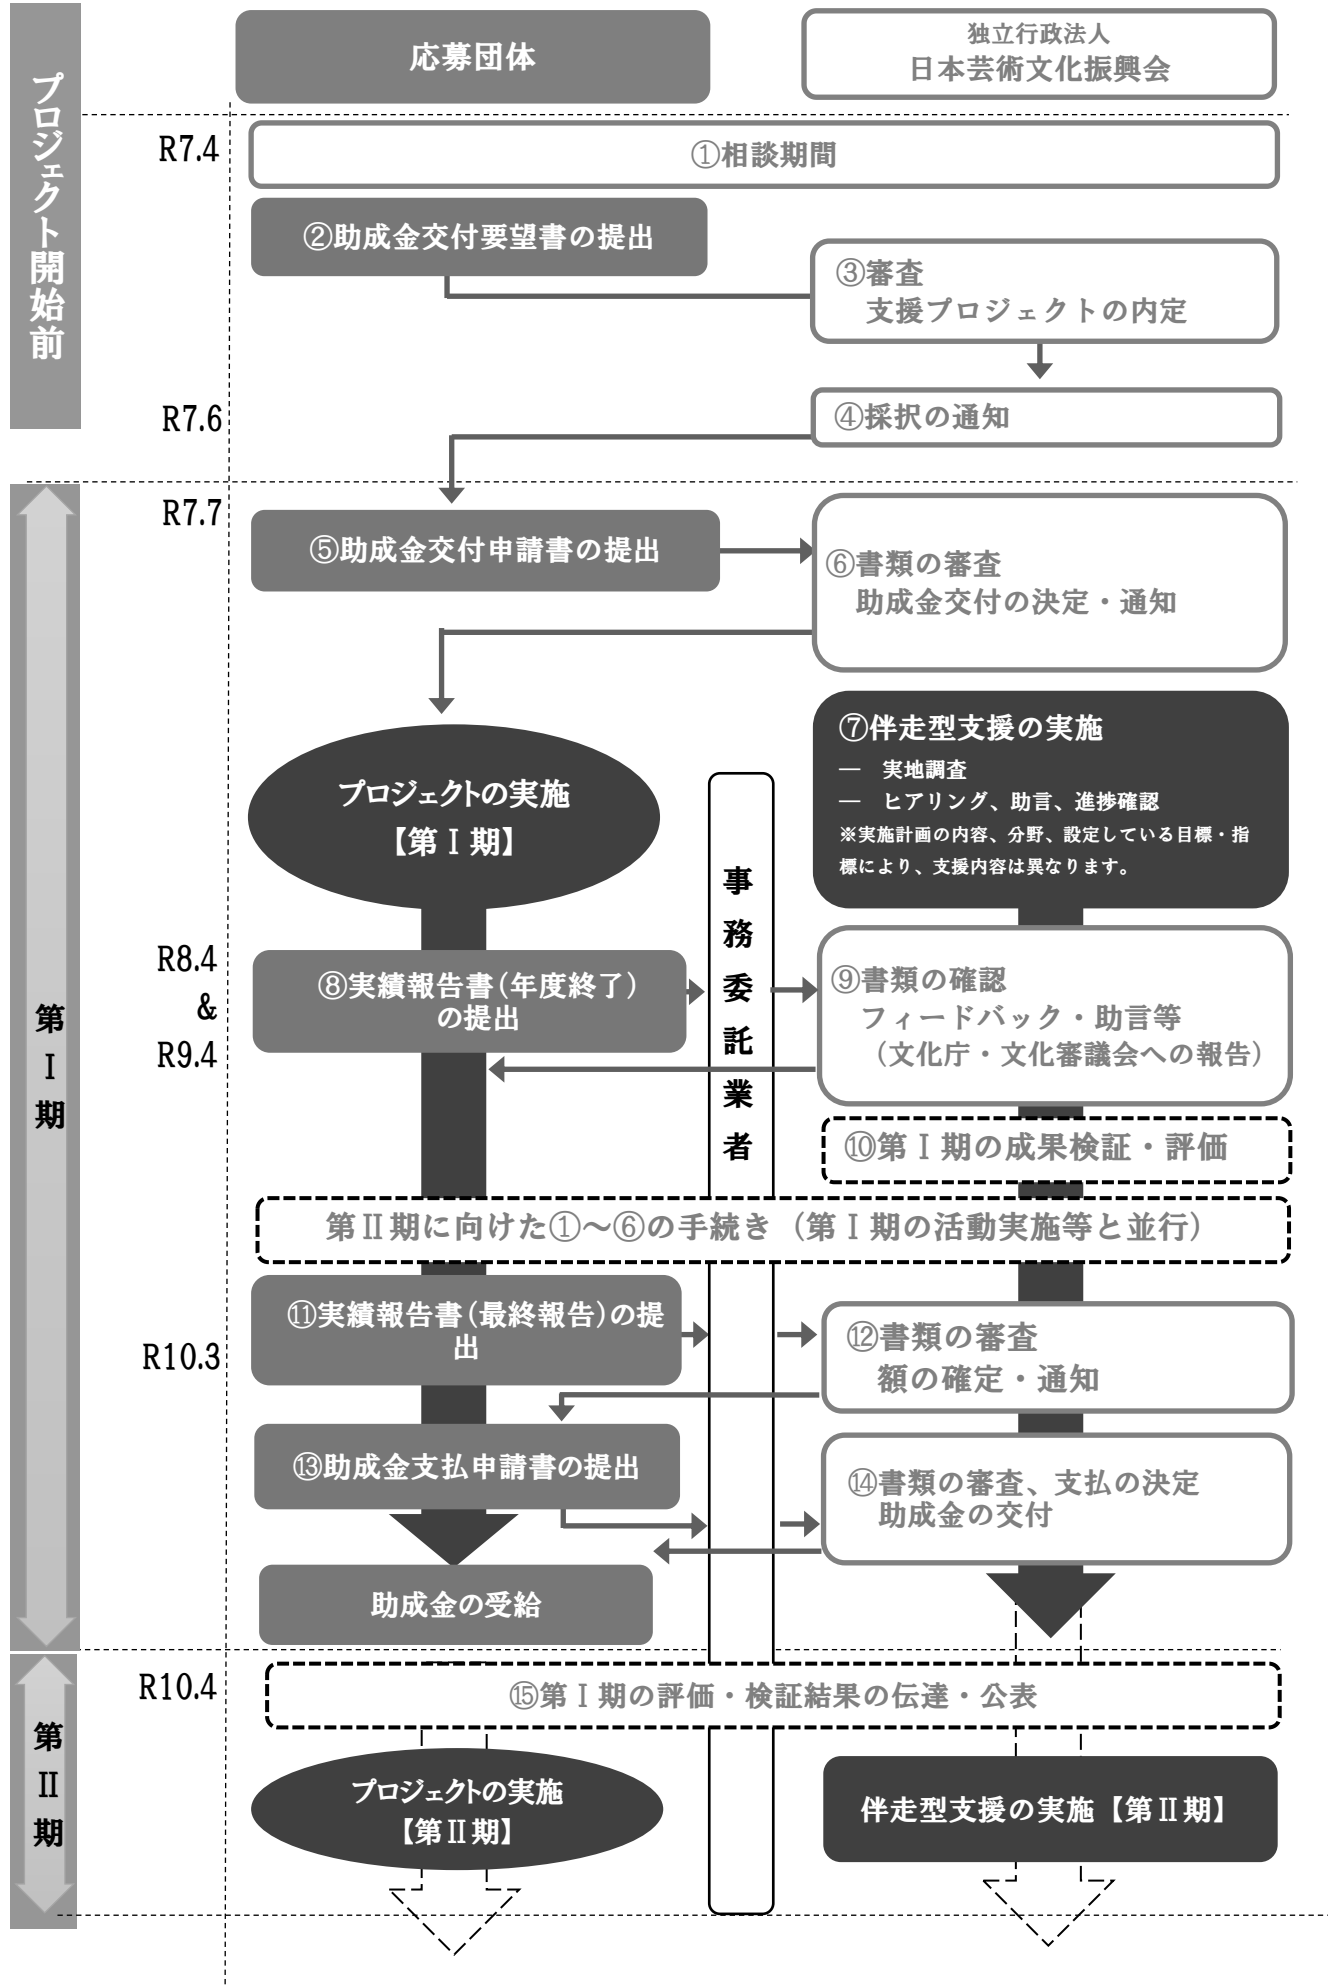 プロジェクト開始前
応募団体
独立行政法人
日本芸術文化振興会
R7.4
①相談期間
②助成金交付要望書の提出
③審査
支援プロジェクトの内定
R7.6
④採択の通知
第Ⅰ期
R7.7
⑤助成金交付申請書の提出
⑥書類の審査
助成金交付の決定・通知
プロジェクトの実施
【第Ⅰ期】
事務委託業者
⑦伴走型支援の実施
― 実地調査
― ヒアリング、助言、進捗確認
※実施計画の内容、分野、設定している目標・指
標により、支援内容は異なります。
R8.4
&
R9.4
⑧実績報告書(年度終了)
の提出
⑨書類の確認
フィードバック・助言等
(文化庁・文化審議会への報告)
⑩第Ⅰ期の成果検証・評価
第Ⅱ期に向けた①～⑥の手続き(第Ⅰ期の活動実施等と並行)
R10.3
⑪実績報告書(最終報告)の提
出
⑫書類の審査
額の確定・通知
⑬助成金支払申請書の提出
⑭書類の審査、支払の決定
助成金の交付
助成金の受給
第Ⅱ期
R10.4
⑮第Ⅰ期の評価・検証結果の伝達・公表
プロジェクトの実施
【第Ⅱ期】
伴走型支援の実施【第Ⅱ期】